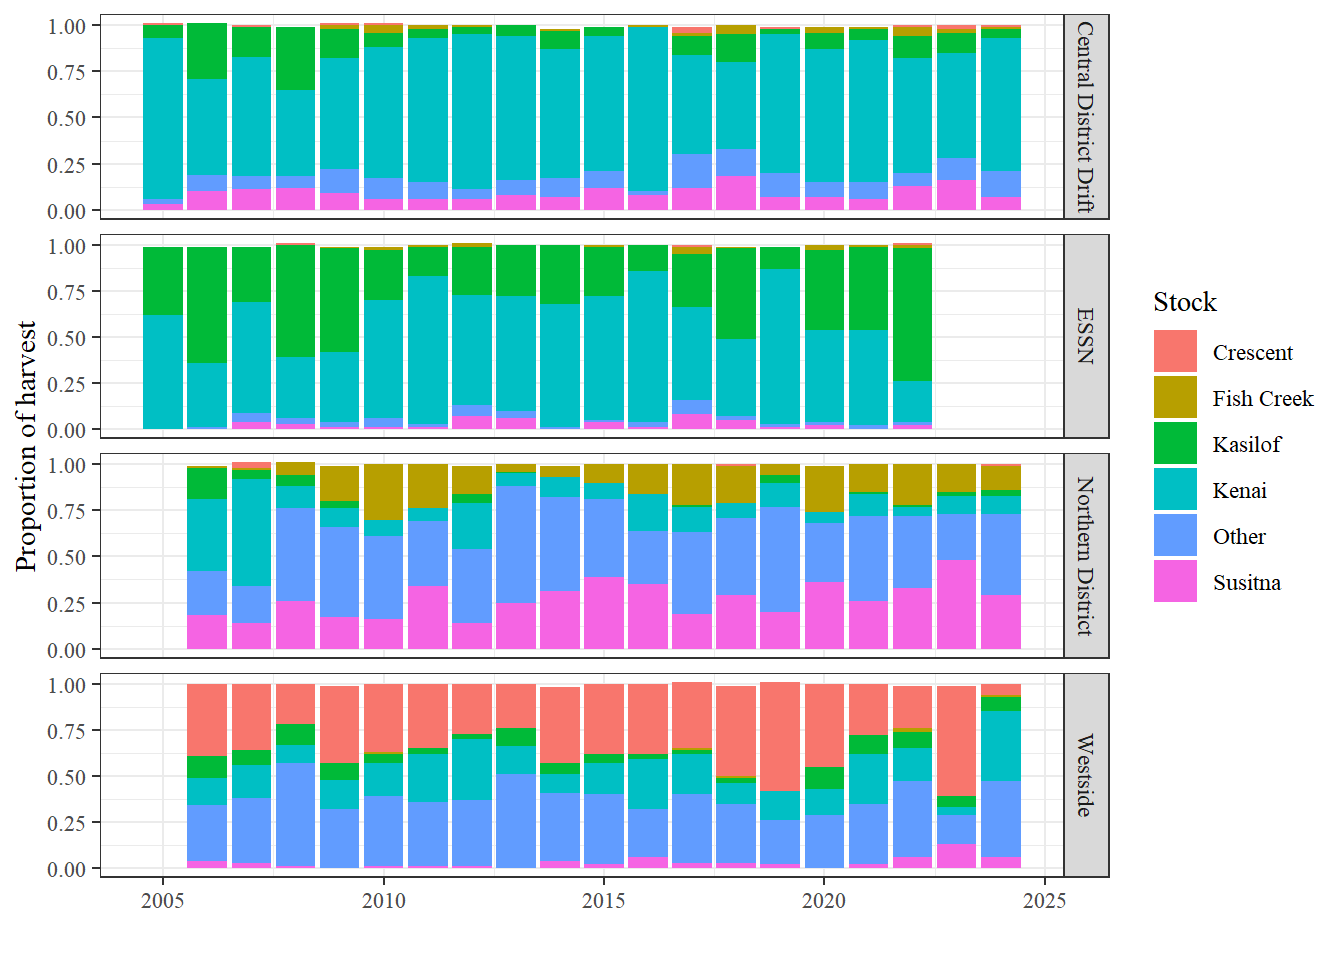 Proportion of harvest
1.00
0.75
0.50
0.25
0.00
Central District Drift
1.00
0.75
0.50
0.25
0.00
ESSN
1.00
0.75
0.50
0.25
0.00
Northern District
1.00
0.75
0.50
0.25
0.00
Westside
2005 2010 2015 2020 2025
Stock
Crescent
Fish Creek
Kasilof
Kenai
Other
Susitna